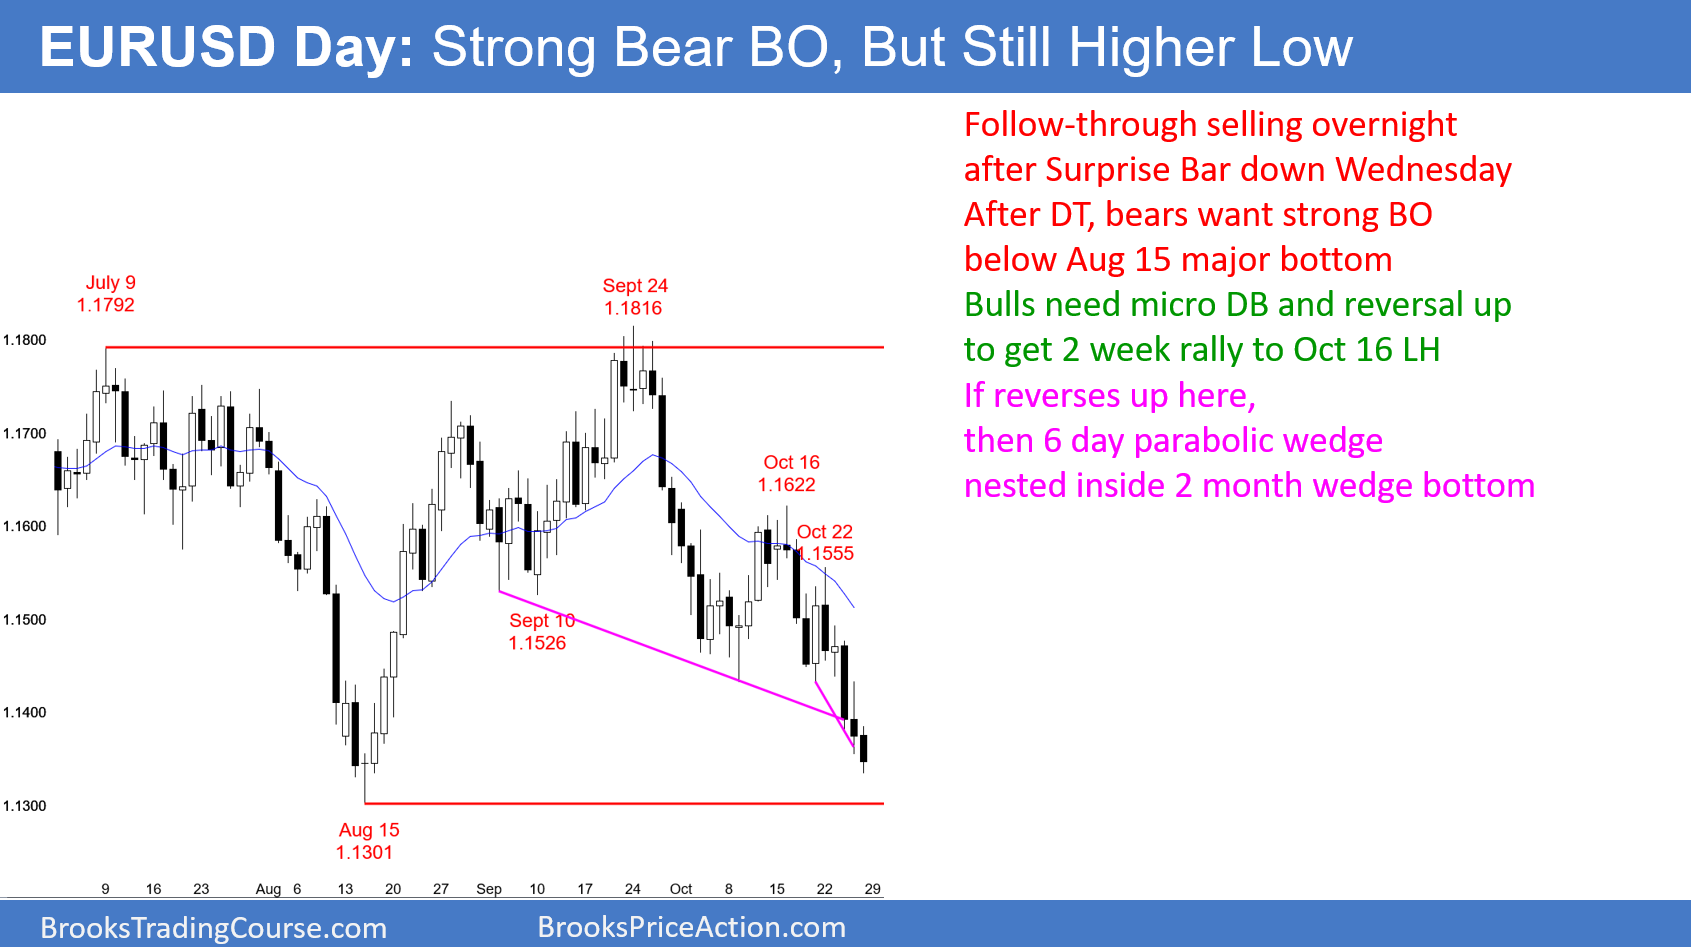 EURUSD Day: Strong Bear BO, But Still Higher Low
Follow-through selling overnight
after Surprise Bar down Wednesday
After DT, bears want strong BO
below Aug 15 major bottom
Bulls need micro DB and reversal up
to get 2 week rally to Oct 16 LH
If reverses up here,
then 6 day parabolic wedge
nested inside 2 month wedge bottom
July 9
1.1792
Sept 24
1.1816
Oct 16
1.1622
Oct 22
1.1555
Sept 10
1.1526
Aug 15
1.1301
1.1800
1.1700
1.1600
1.1500
1.1400
1.1300
9 16 23 Aug 6 13 20 27 Sep 10 17 24 Oct 8 15 22 29
BrooksTradingCourse.com BrooksPriceAction.com